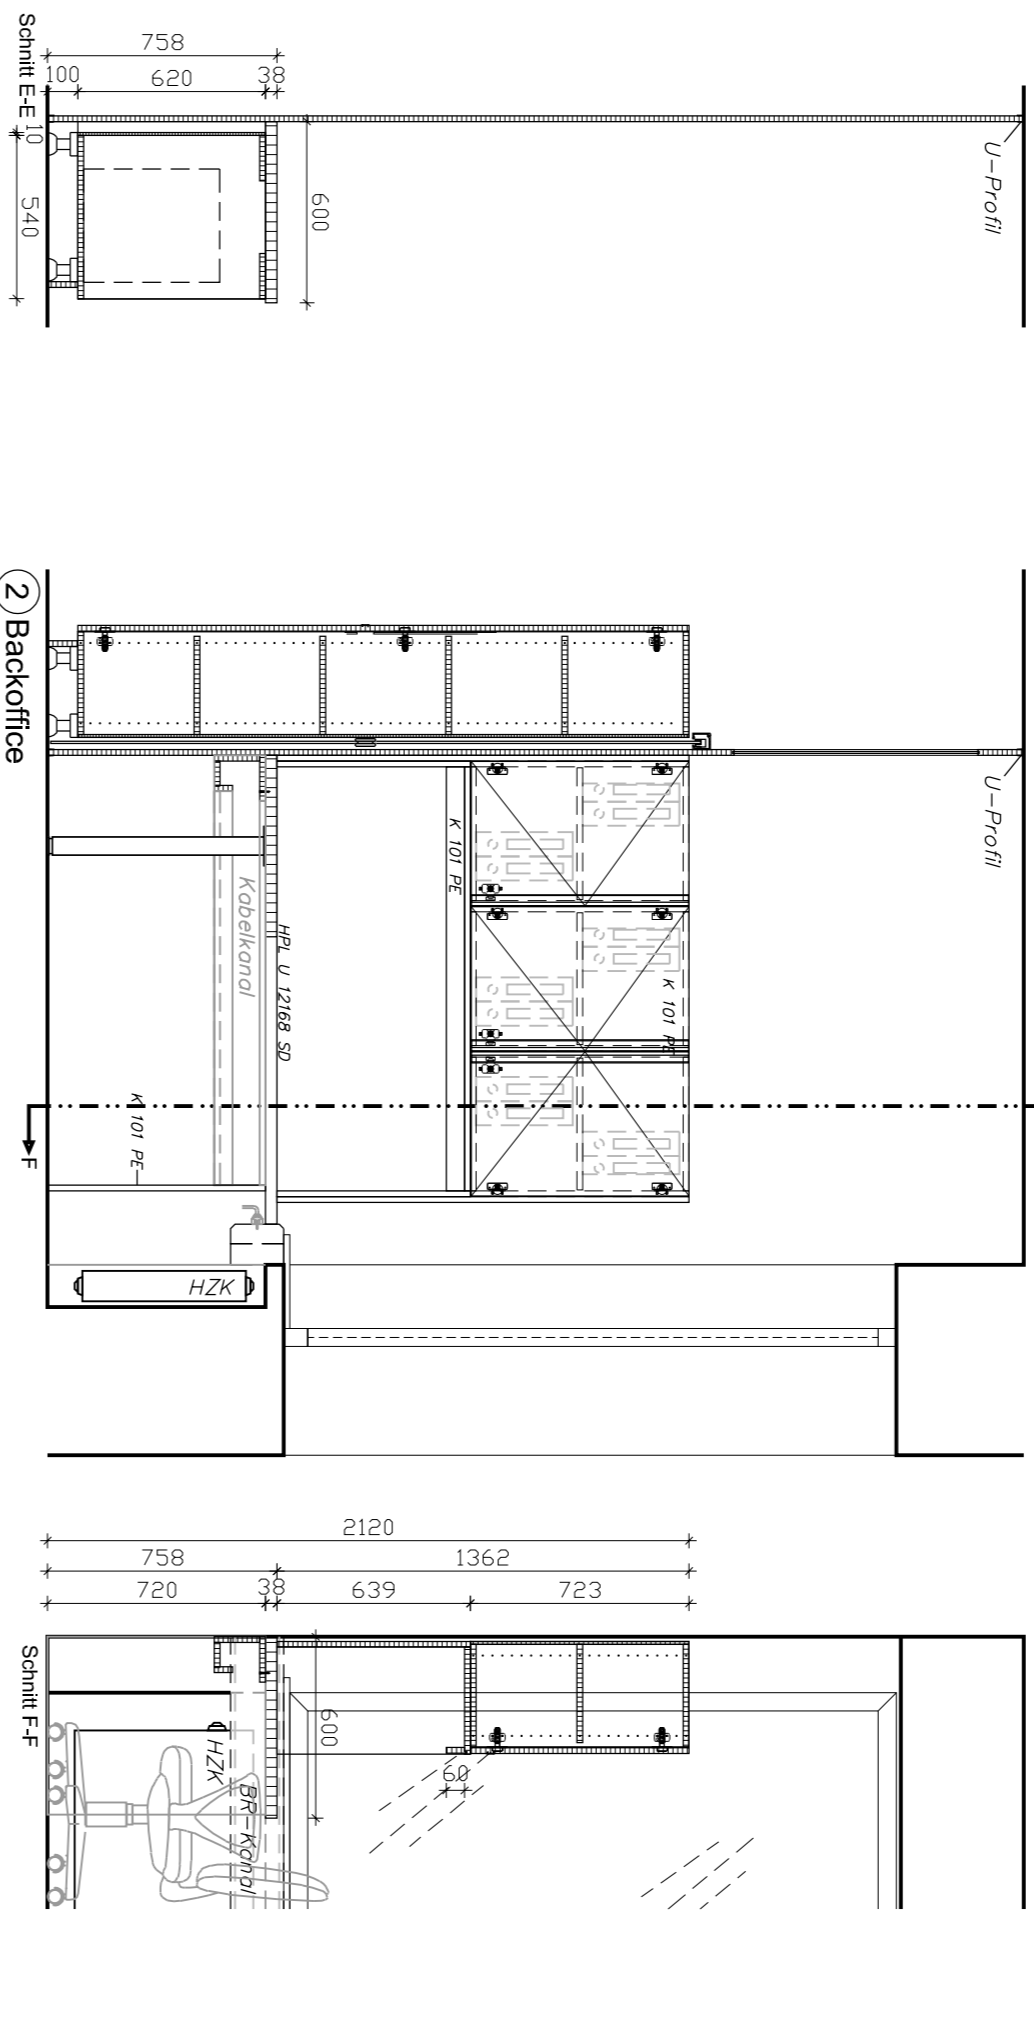 758
100
620
38
Schnitt E-E
10
540
600
U-Profil
2 Backoffice
U-Profil
K 101 PE
K 101 PE
Kabelkanal
HPL U 12168 SD
K 101 PE
F
HZK
2120
758
1362
720
38
639
723
Schnitt F-F
600
60
HZK
BR-Kanal